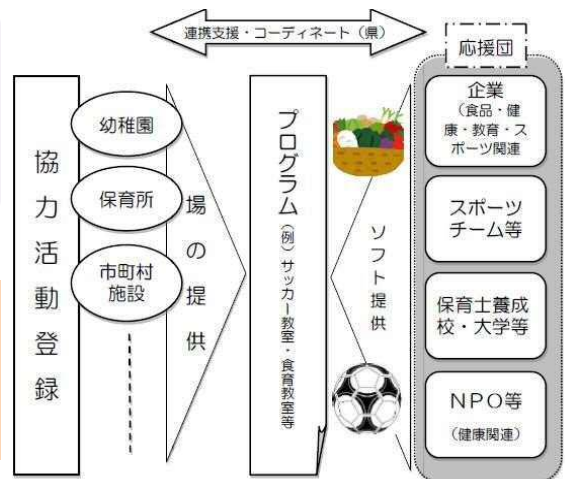 連携支援・コーディネート（県）
協力活動登録
幼稚園
保育所
市町村
施設
場の提供
プログラム（例）サッカー教室・食育教室等
ソフト提供
応援団
企業
（食品・健
康・教育・ス
ポーツ関連
スポーツ
チーム等
保育士養成
校・大学等
ＮＰＯ等
（健康関連）